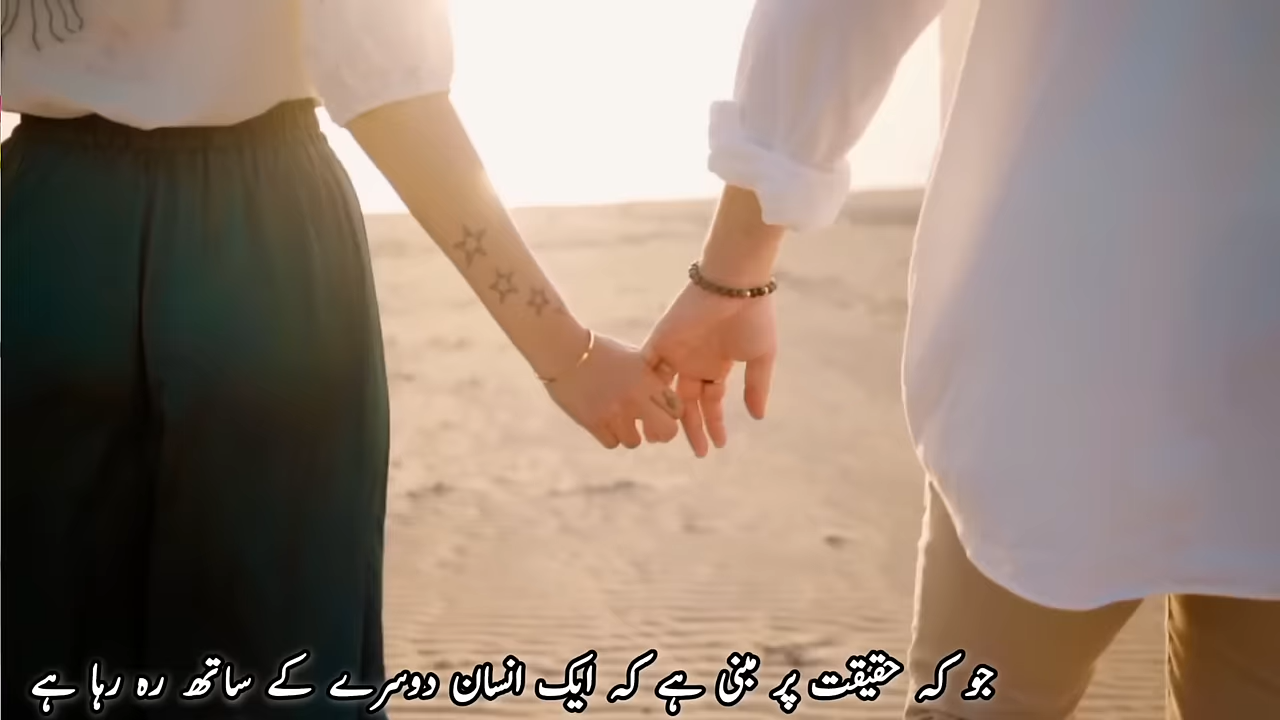 جو کہ حقیقت پر مبنی ہے کہ ایک انسان دوسرے کے ساتھ رہ رہا ہے